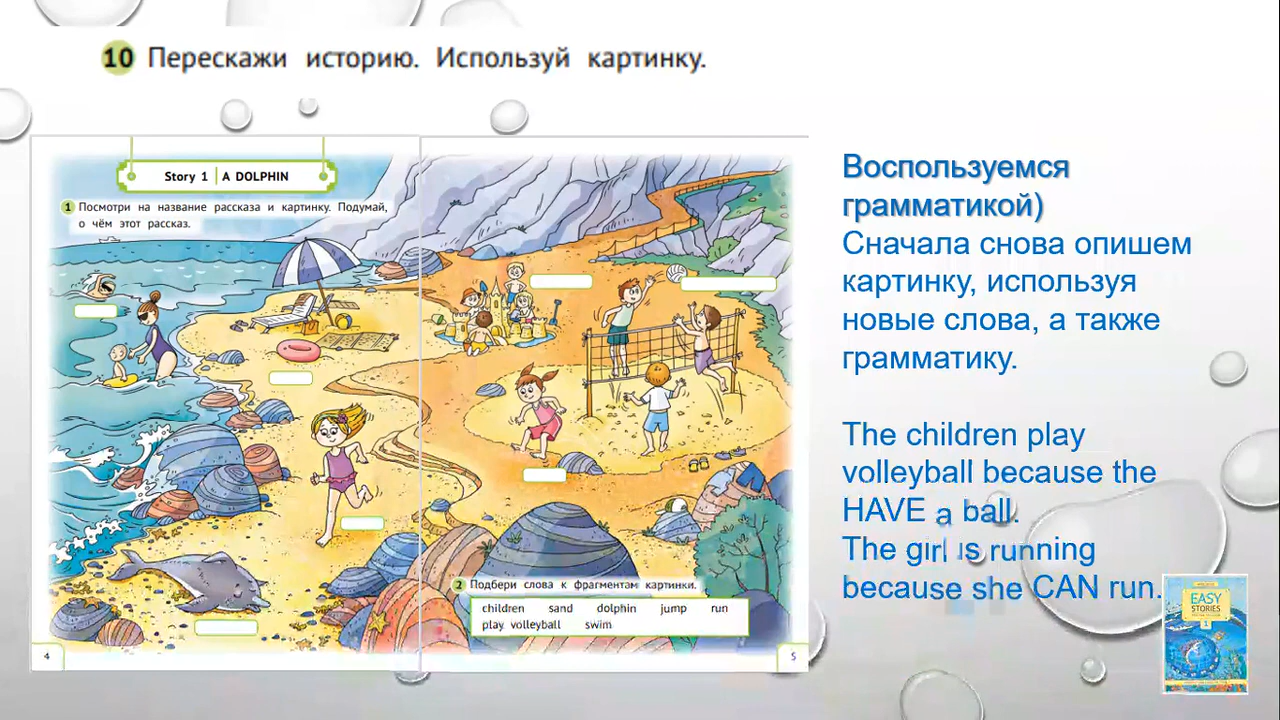 10 Перескажи историю. Используй картинку.
Story 1 | A DOLPHIN
1 Посмотри на название рассказа и картинку. Подумай,
о чём этот рассказ.
2 Подбери слова к фрагментам картинки.
children sand dolphin jump run
play volleyball swim
4
5
Воспользуемся
грамматикой)
Сначала снова опишем
картинку, используя
новые слова, а также
грамматику.
The children play
volleyball because the
HAVE a ball.
The girl is running
because she CAN run.
EASY
STORIES
1